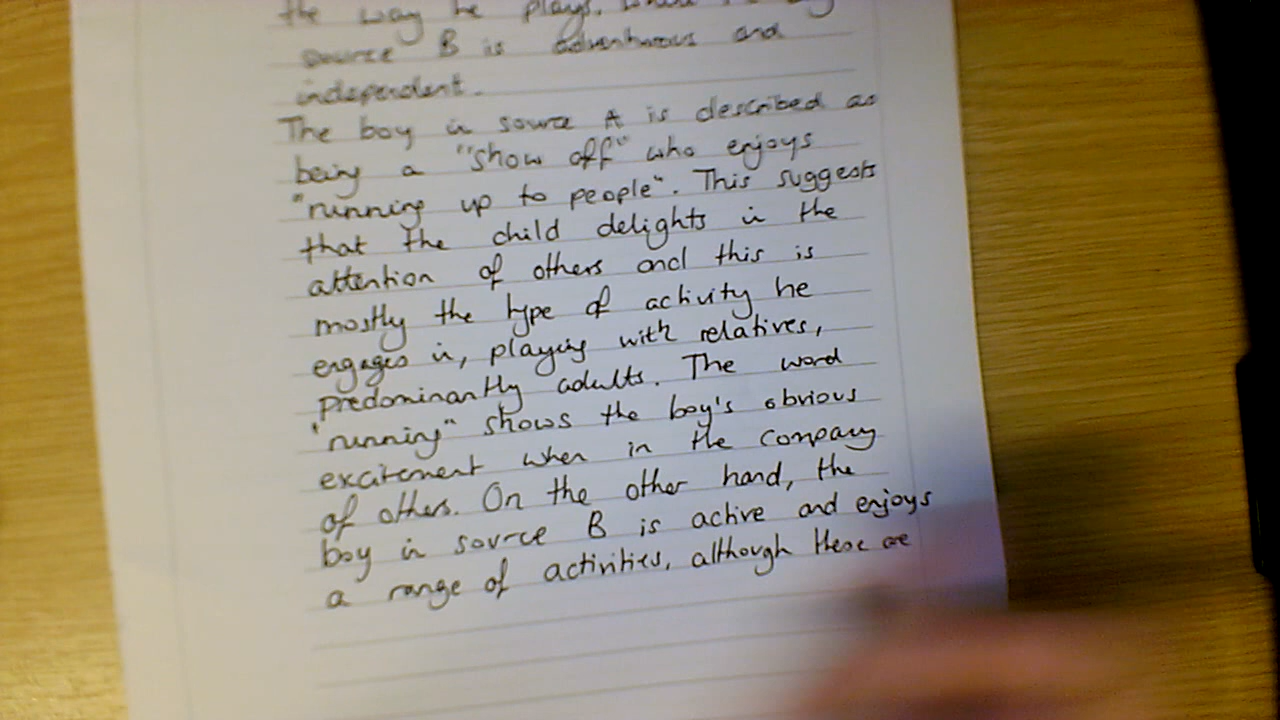 the way he plays.
source B is adventurous and
independent.
The boy in source A is described as
being a "show off" who enjoys
"running up to people". This suggests
that the child delights in the
attention of others and this is
mostly the type of activity he
engages in, playing with relatives,
predominantly adults. The word
"running" shows the boy's obvious
excitement when in the company
of others. On the other hand, the
boy in source B is active and enjoys
a range of activities, although these are